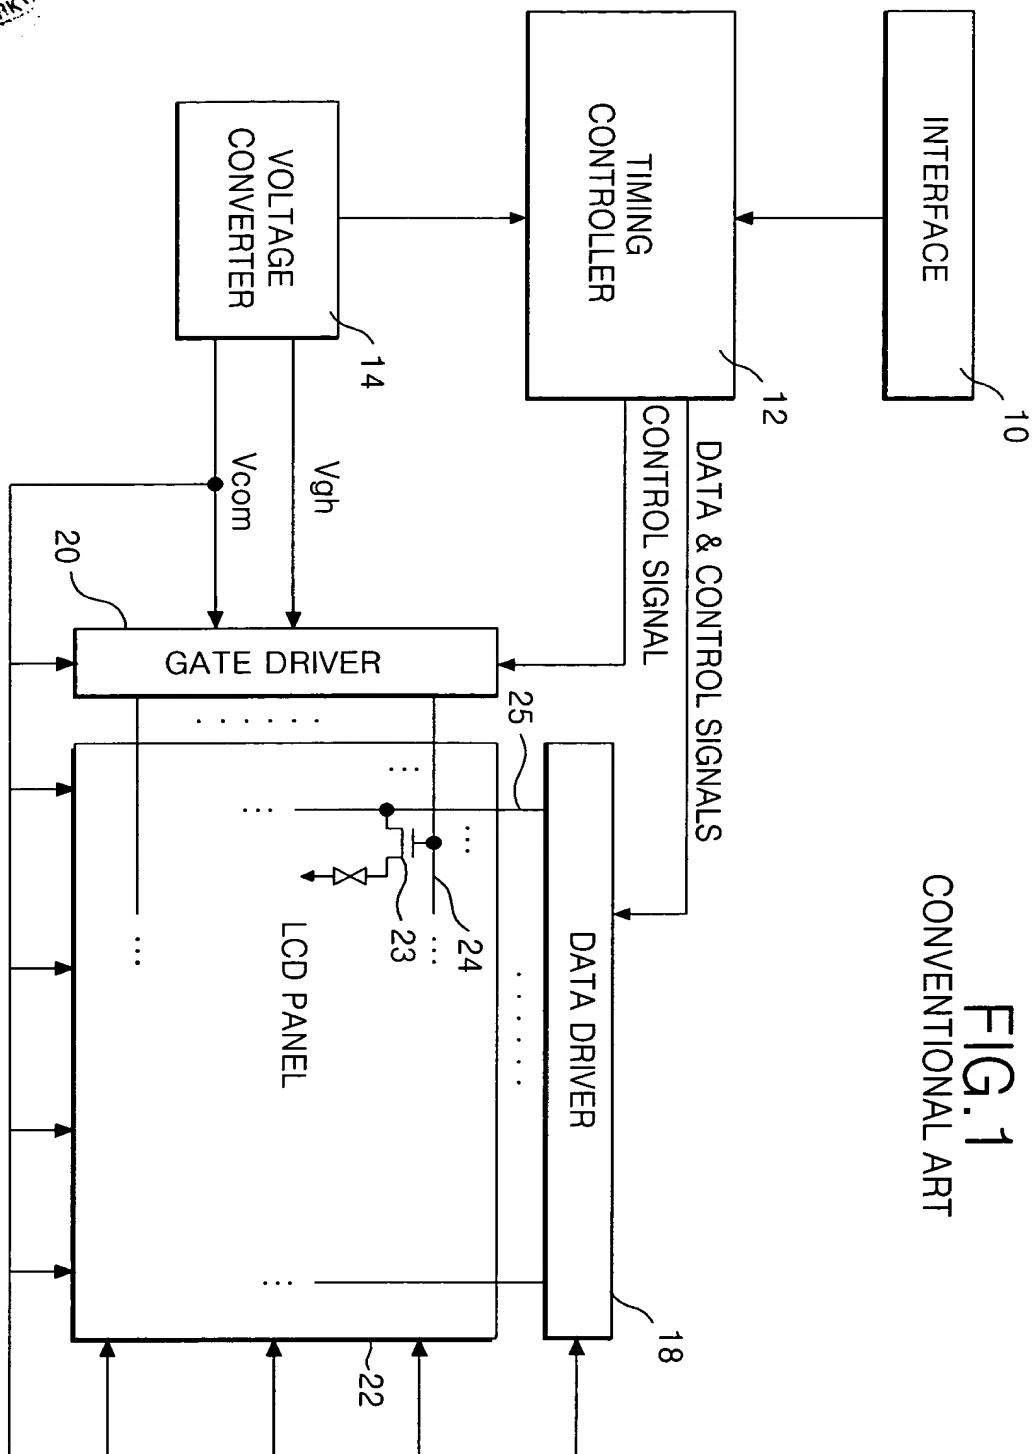 FIG. 1
CONVENTIONAL ART
10
INTERFACE
12
TIMING
CONTROLLER
DATA & CONTROL SIGNALS
CONTROL SIGNAL
18
DATA DRIVER
14
VOLTAGE
CONVERTER
Vgh
Vcom
25
20
GATE DRIVER
......
......
...
...
24
...
23
...
...
...
LCD PANEL
22